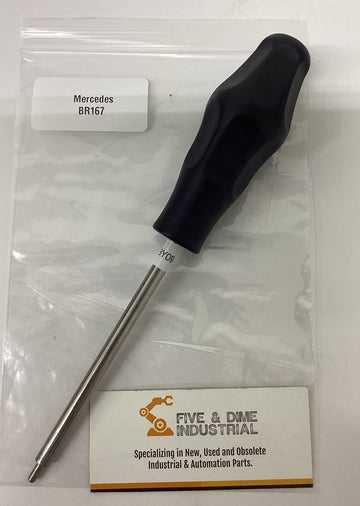 Mercedes
BR167
FIVE & DIME
INDUSTRIAL
Specializing in New, Used and Obsolete
Industrial & Automation Parts.